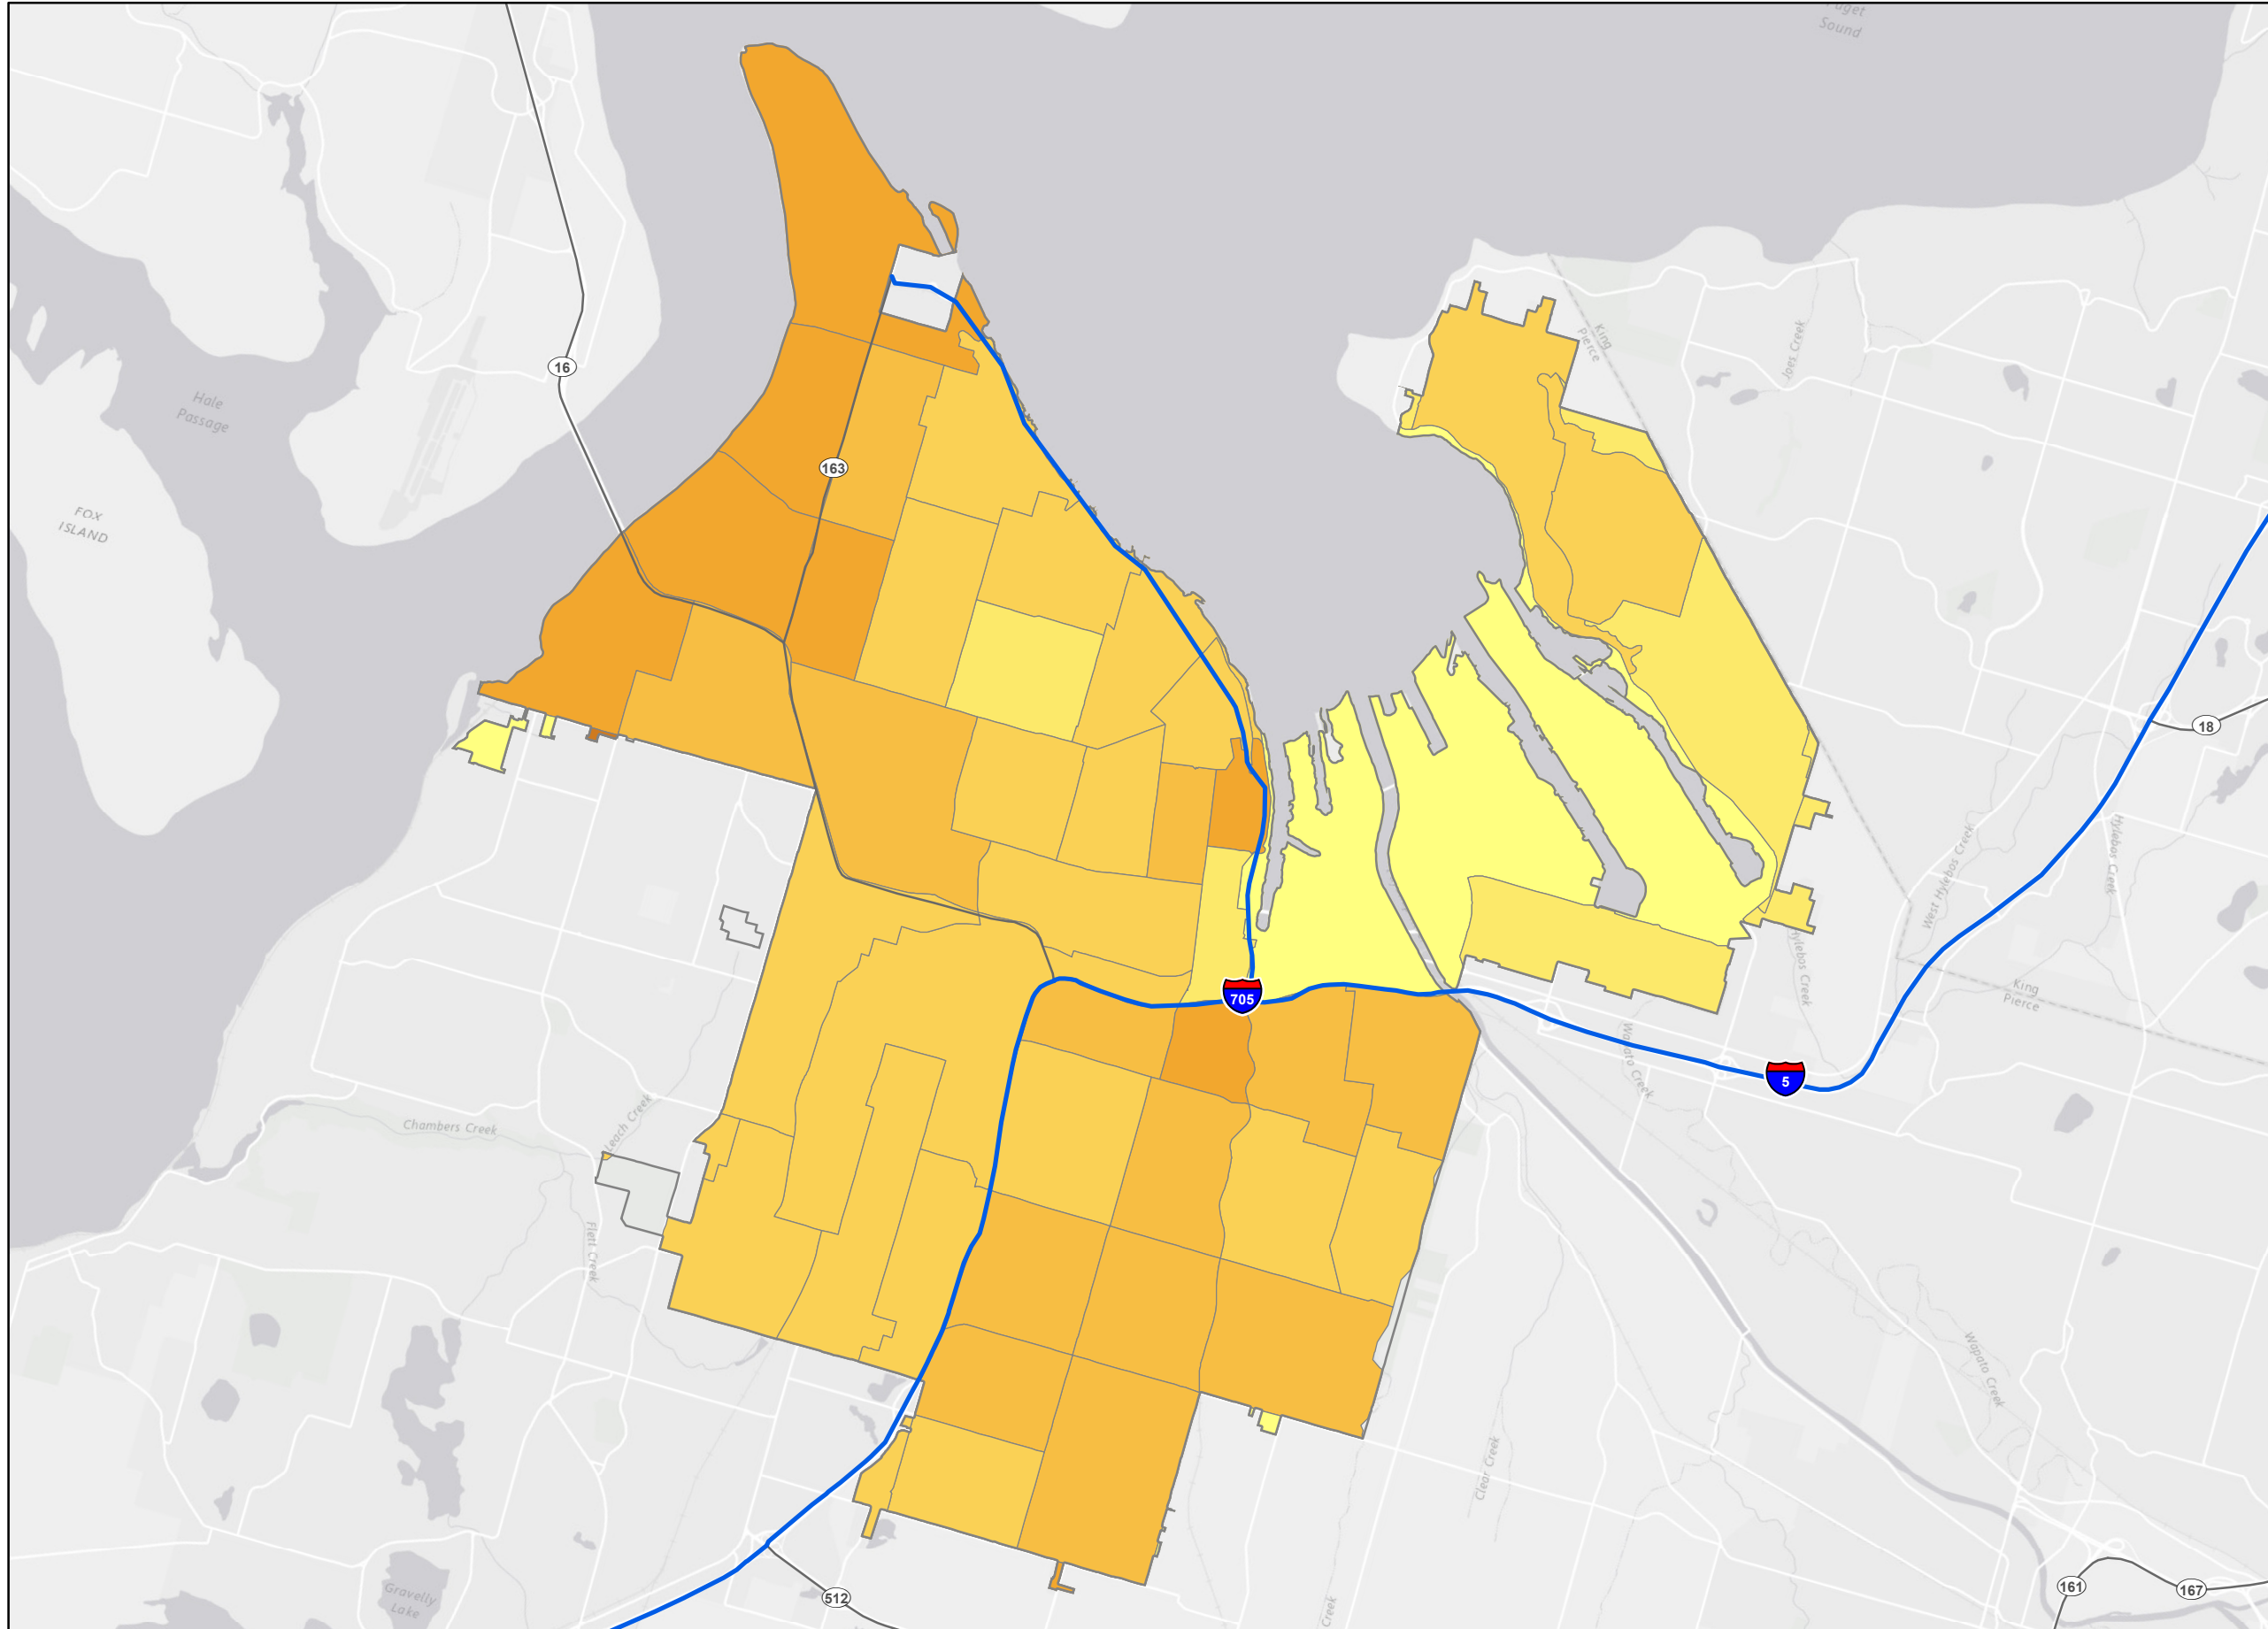 Puget
Sound
King
Pierce
Joes Creek
16
Hale
Passage
163
FOX
ISLAND
18
Hylebos Creek
West Hylebos Creek
Hylebos Creek
705
King
Pierce
Wapato Creek
5
Leach Creek
Chambers Creek
Flett Creek
Wapato Creek
Clear Creek
Gravelly
Lake
512
Creek
161
167